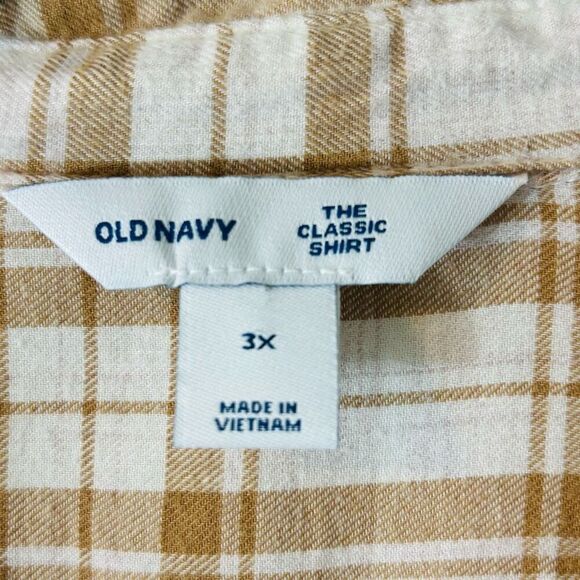 OLD NAVY
THE
CLASSIC
SHIRT
3X
MADE IN
VIETNAM